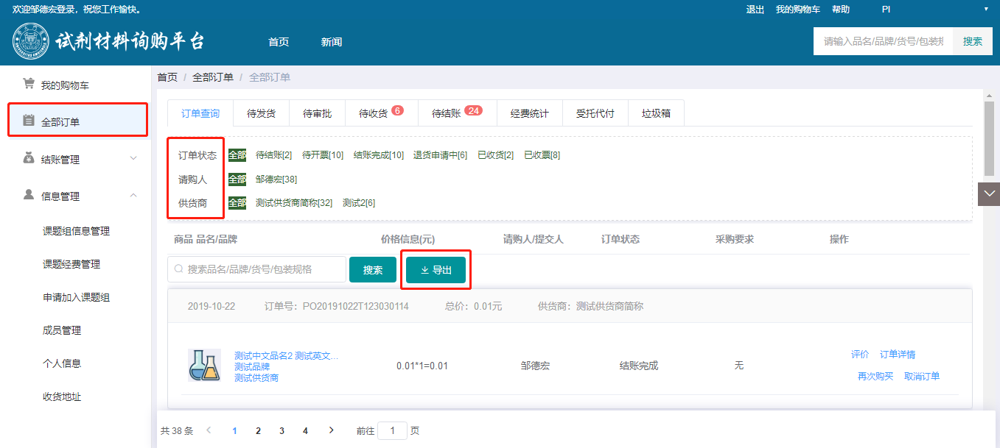 欢迎邹德宏登录，祝您工作愉快。 退出 我的购物车 帮助 PI
试剂材料询购平台 首页 新闻 请输入品名/品牌/货号/包装规 搜索
我的购物车
全部订单
结账管理
信息管理
课题组信息管理
课题经费管理
申请加入课题组
成员管理
个人信息
收货地址
首页 / 全部订单 / 全部订单
订单查询 待发货 待审批 待收货 6 待结账 24 经费统计 受托代付 垃圾箱
订单状态 全部 待结账[2] 待开票[10] 结账完成[10] 退货申请中[6] 已收货[2] 已收票[8]
请购人 全部 邹德宏[38]
供货商 全部 测试供货商简称[32] 测试2[6]
商品 品名/品牌 价格信息(元) 请购人/提交人 订单状态 采购要求 操作
搜索品名/品牌/货号/包装规格 搜索 导出
2019-10-22 订单号：PO20191022T123030114 总价：0.01元 供货商：测试供货商简称
测试中文品名2 测试英文...
测试品牌
测试供货商
0.01*1=0.01 邹德宏 结账完成 无
评价 订单详情
再次购买 取消订单
共 38 条 1 2 3 4 前往 1 页